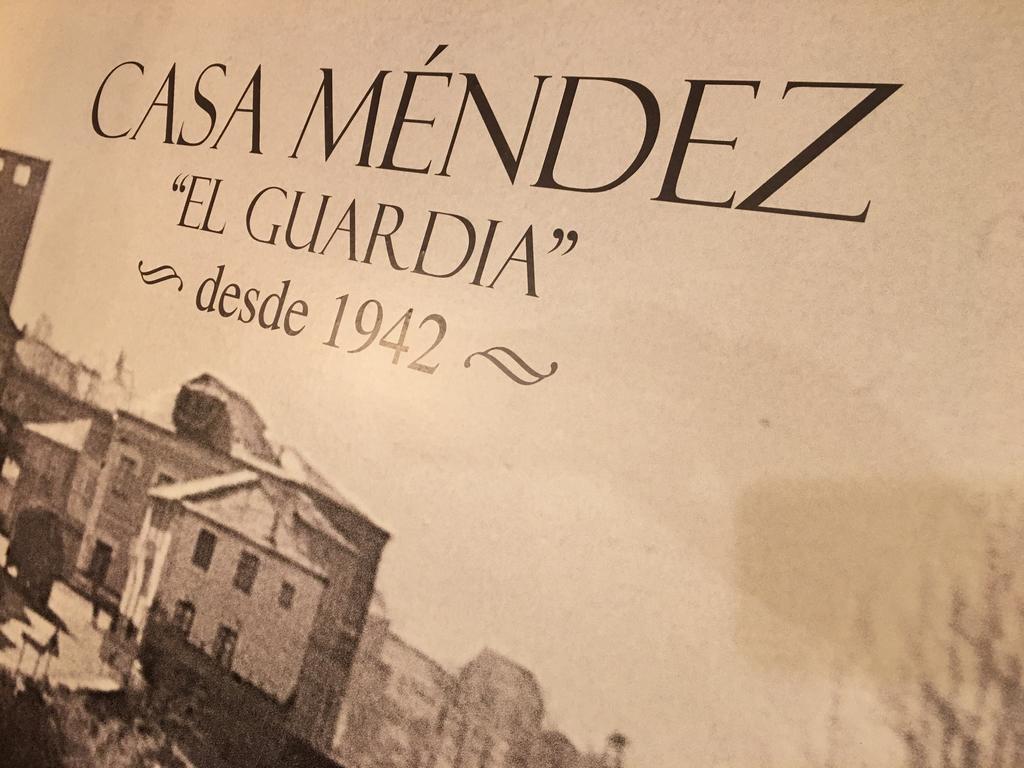 CASA MÉNDEZ
“EL GUARDIA”
desde 1942